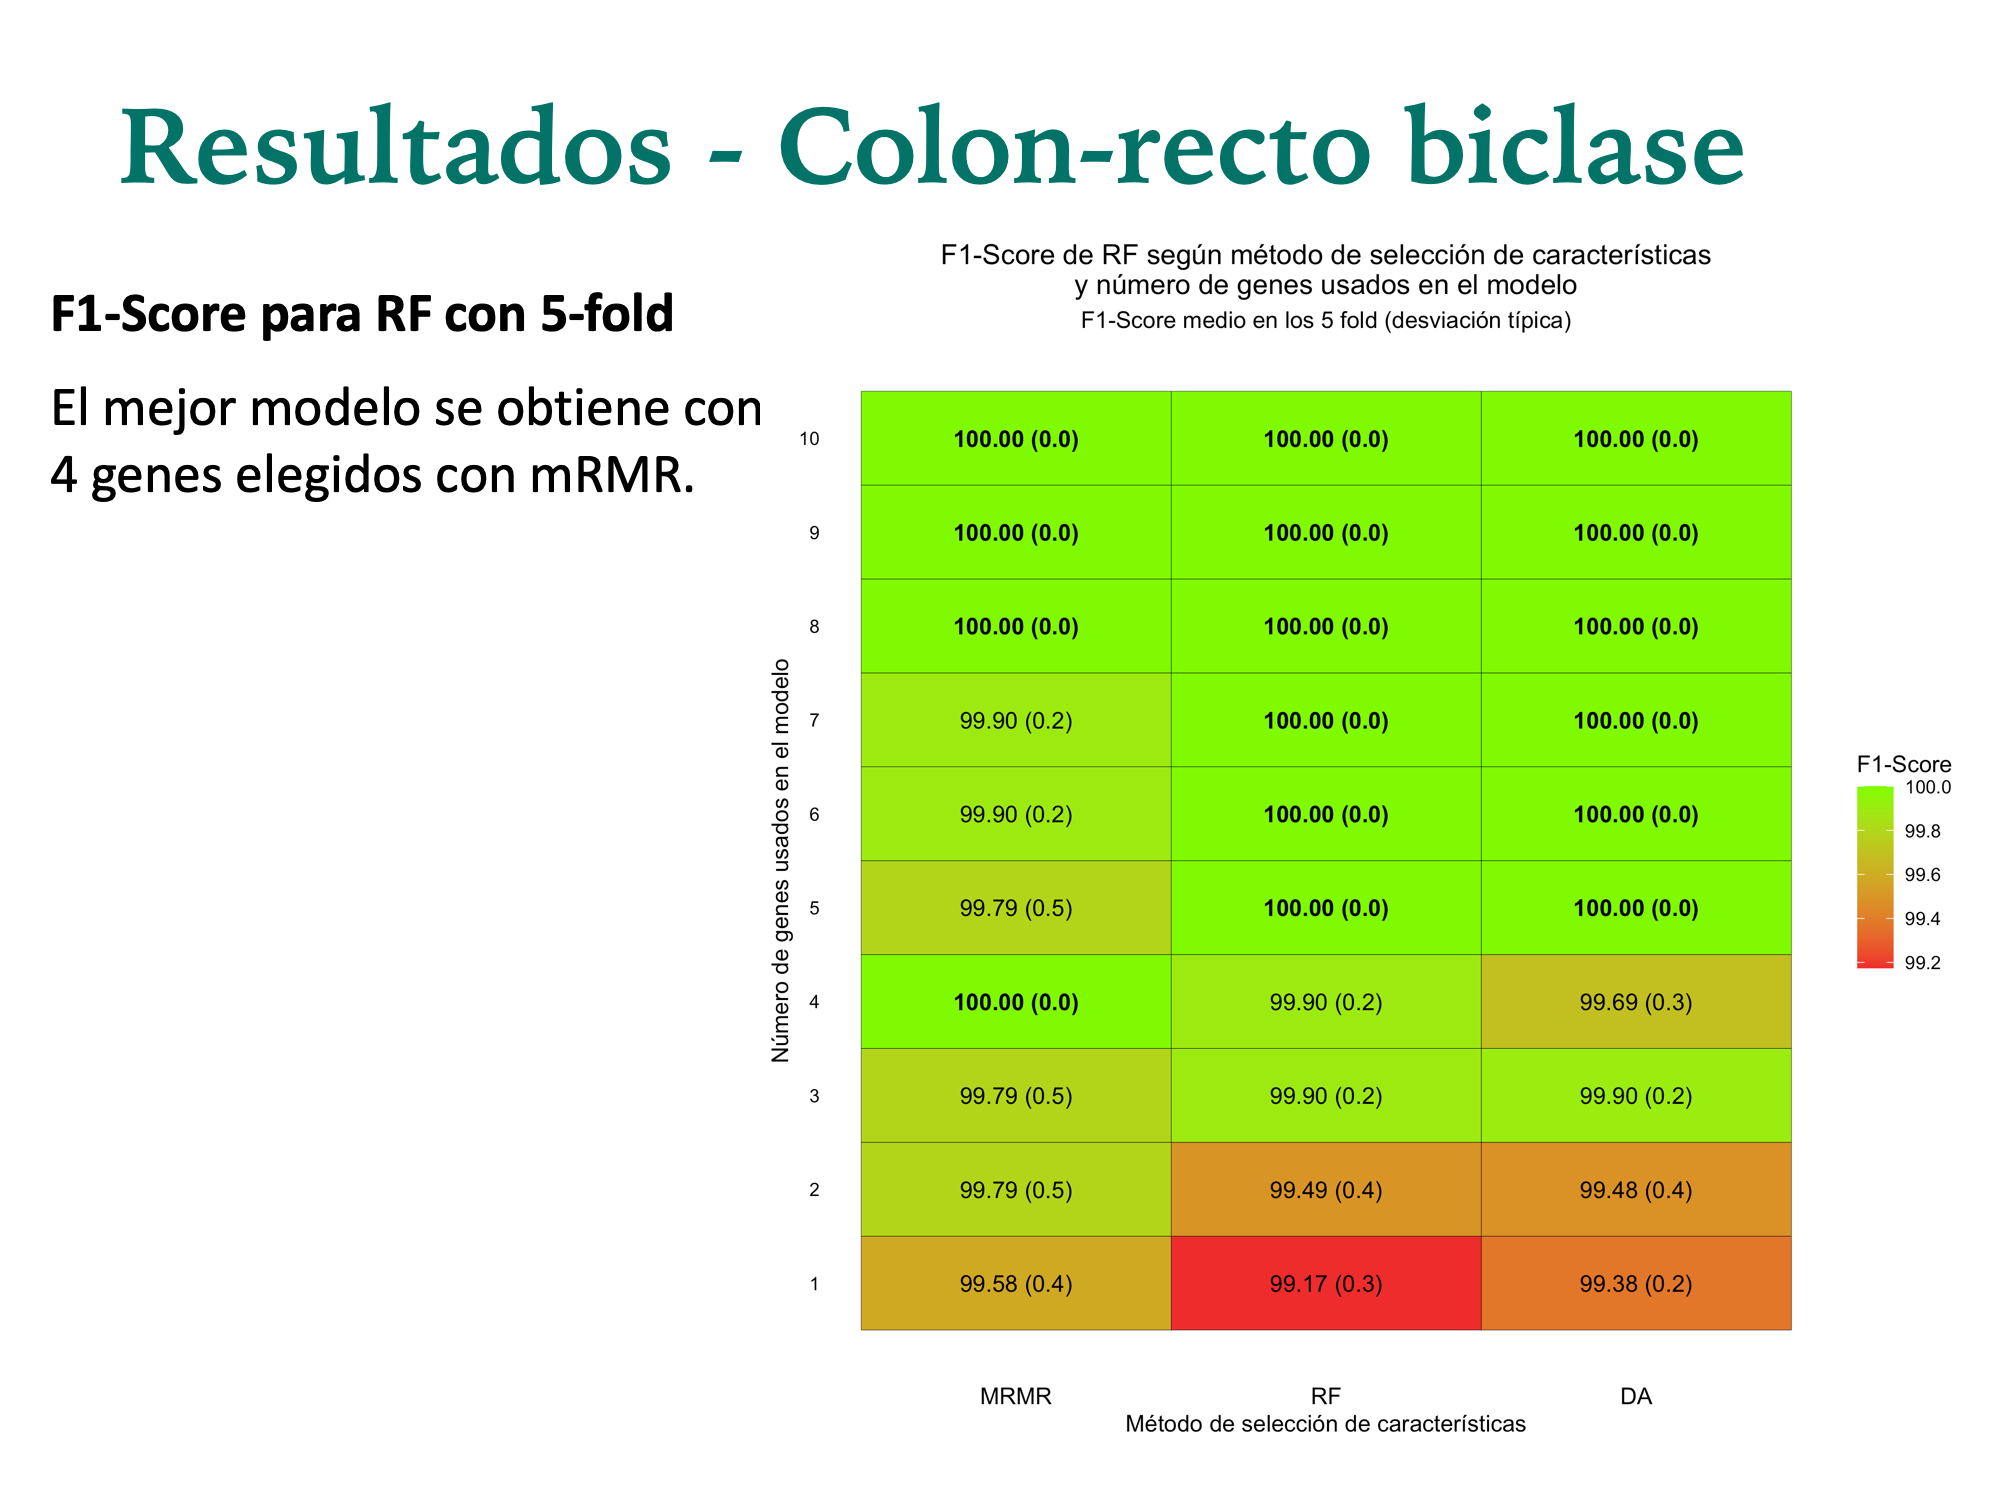 Resultados - Colon-recto biclase
F1-Score para RF con 5-fold
El mejor modelo se obtiene con
4 genes elegidos con mRMR.
F1-Score de RF según método de selección de características
y número de genes usados en el modelo
F1-Score medio en los 5 fold (desviación típica)
Número de genes usados en el modelo
10 100.00 (0.0) 100.00 (0.0) 100.00 (0.0)
9 100.00 (0.0) 100.00 (0.0) 100.00 (0.0)
8 100.00 (0.0) 100.00 (0.0) 100.00 (0.0)
7 99.90 (0.2) 100.00 (0.0) 100.00 (0.0)
6 99.90 (0.2) 100.00 (0.0) 100.00 (0.0)
5 99.79 (0.5) 100.00 (0.0) 100.00 (0.0)
4 100.00 (0.0) 99.90 (0.2) 99.69 (0.3)
3 99.79 (0.5) 99.90 (0.2) 99.90 (0.2)
2 99.79 (0.5) 99.49 (0.4) 99.48 (0.4)
1 99.58 (0.4) 99.17 (0.3) 99.38 (0.2)
MRMR RF DA
Método de selección de características
F1-Score
100.0
99.8
99.6
99.4
99.2